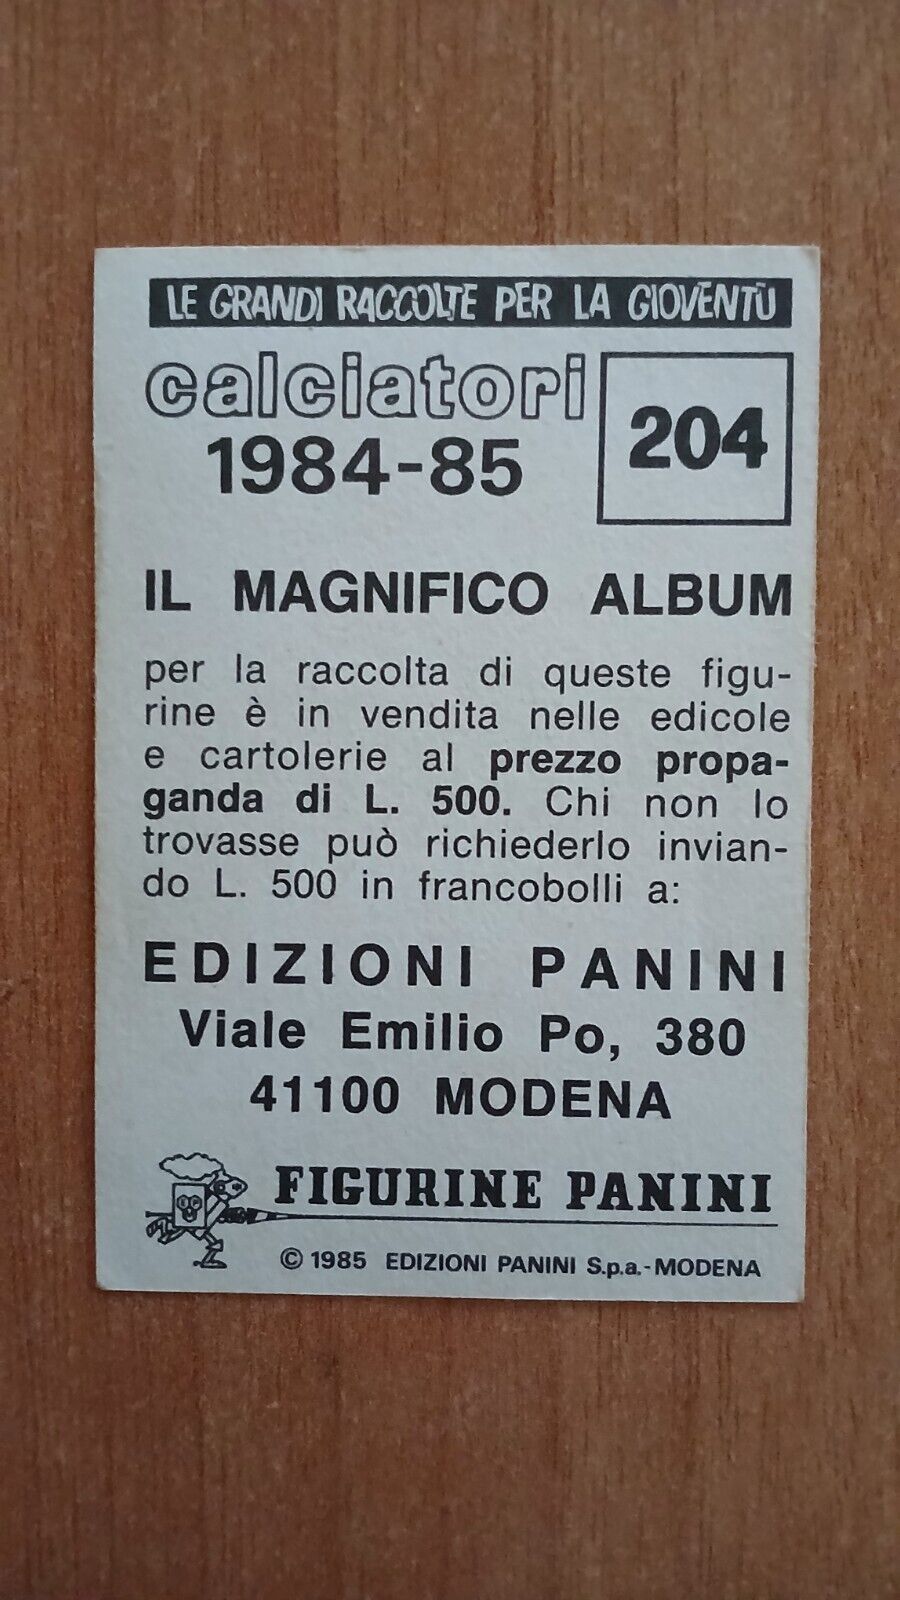 LE GRANDI RACCOLTE PER LA GIOVENTÙ
calciatori
1984-85
204
IL MAGNIFICO ALBUM
per la raccolta di queste figu-
rine è in vendita nelle edicole
e cartolerie al prezzo propa-
ganda di L. 500. Chi non lo
trovasse può richiederlo invian-
do L. 500 in francobolli a:
EDIZIONI PANINI
Viale Emilio Po, 380
41100 MODENA
FIGURINE PANINI
© 1985 EDIZIONI PANINI S.p.a.-MODENA